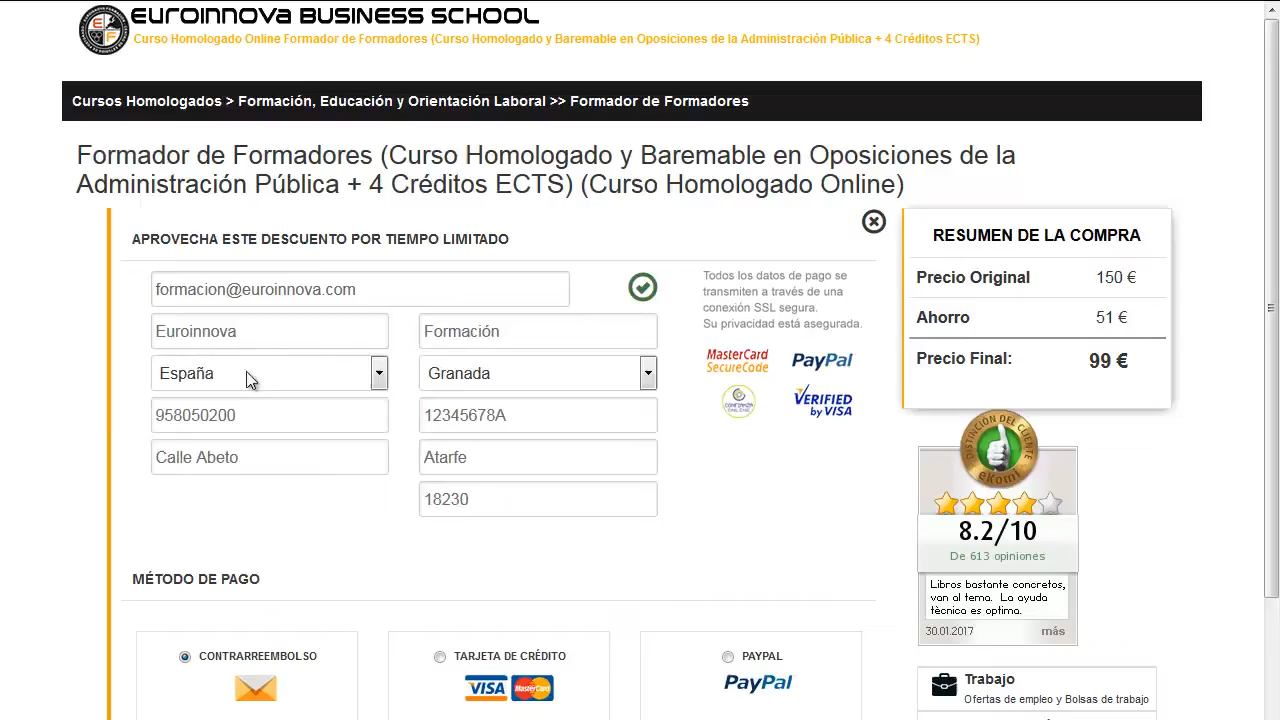 EUROINNOVA BUSINESS SCHOOL
Curso Homologado Online Formador de Formadores (Curso Homologado y Baremable en Oposiciones de la Administración Pública + 4 Créditos ECTS)
Cursos Homologados > Formación, Educación y Orientación Laboral >> Formador de Formadores
Formador de Formadores (Curso Homologado y Baremable en Oposiciones de la
Administración Pública + 4 Créditos ECTS) (Curso Homologado Online)
APROVECHA ESTE DESCUENTO POR TIEMPO LIMITADO
formacion@euroinnova.com
Euroinnova
Formación
España
Granada
958050200
12345678A
Calle Abeto
Atarfe
18230
Todos los datos de pago se
transmiten a través de una
conexión SSL segura.
Su privacidad está asegurada.
MasterCard
SecureCode
PayPal
CONFIANZA
ONLINE
VERIFIED
by VISA
RESUMEN DE LA COMPRA
Precio Original 150 €
Ahorro 51 €
Precio Final: 99 €
DISTINCIÓN DEL CLIENTE
eKomi
8.2/10
De 613 opiniones
Libros bastante concretos,
van al tema. La ayuda
tècnica es optima.
30.01.2017 más
Trabajo
Ofertas de empleo y Bolsas de trabajo
MÉTODO DE PAGO
CONTRARREEMBOLSO
TARJETA DE CRÉDITO
VISA MasterCard
PAYPAL
PayPal